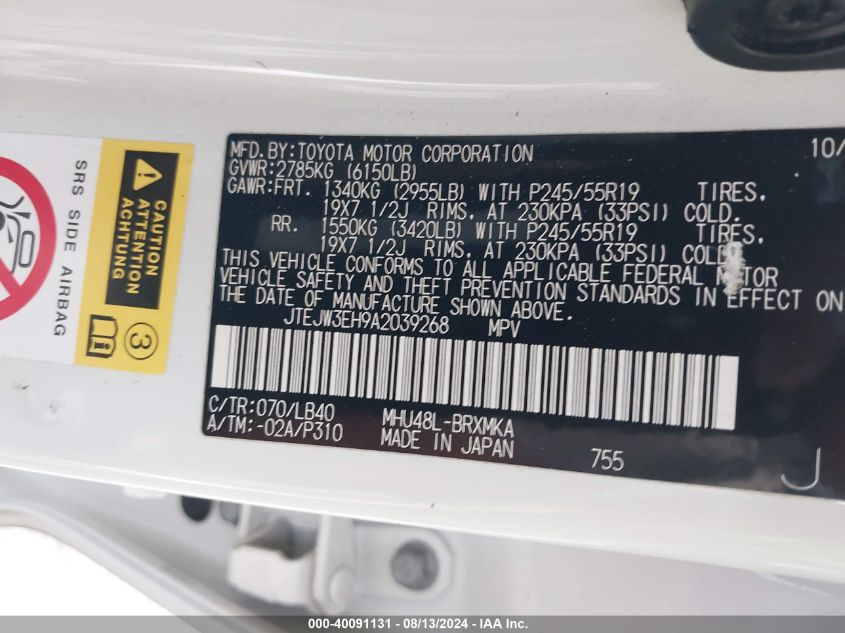 SRS SIDE AIRBAG
CAUTION
ATTENTION
ACHTUNG
3
MFD.BY:TOYOTA MOTOR CORPORATION 10/
GVWR:2785KG (6150LB)
GAWR:FRT. 1340KG (2955LB) WITH P245/55R19 TIRES,
19X7 1/2J RIMS, AT 230KPA (33PSI) COLD.
RR. 1550KG (3420LB) WITH P245/55R19 TIRES,
19X7 1/2J RIMS, AT 230KPA (33PSI) COLD.
THIS VEHICLE CONFORMS TO ALL APPLICABLE FEDERAL MOTOR
VEHICLE SAFETY AND THEFT PREVENTION STANDARDS IN EFFECT ON
THE DATE OF MANUFACTURE SHOWN ABOVE.
JTEJW3EH9A2039268 MPV
C/TR:070/LB40 MHU48L-BRXMKA
A/TM:-02A/P310 MADE IN JAPAN 755 J
000-40091131 - 08/13/2024 - IAA Inc.